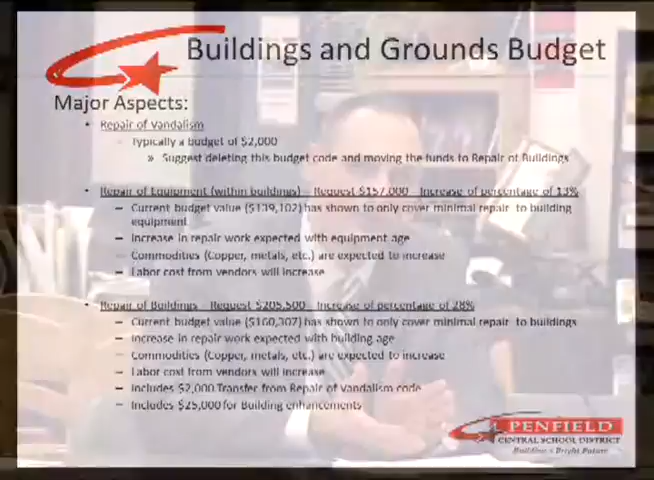 Buildings and Grounds Budget
Major Aspects:
• Repair of Vandalism
– Typically a budget of $2,000
» Suggest deleting this budget code and moving the funds to Repair of Buildings
• Repair of Equipment (within buildings) – Request $157,000 – Increase of percentage of 13%
– Current budget value ($139,102) has shown to only cover minimal repair to building
equipment
– Increase in repair work expected with equipment age
– Commodities (Copper, metals, etc.) are expected to increase
– Labor cost from vendors will increase
• Repair of Buildings – Request $205,500 – Increase of percentage of 28%
– Current budget value ($160,307) has shown to only cover minimal repair to buildings
– Increase in repair work expected with building age
– Commodities (Copper, metals, etc.) are expected to increase
– Labor cost from vendors will increase
– Includes $2,000 Transfer from Repair of Vandalism code
– Includes $25,000 for Building enhancements
PENFIELD
CENTRAL SCHOOL DISTRICT
Building a Bright Future